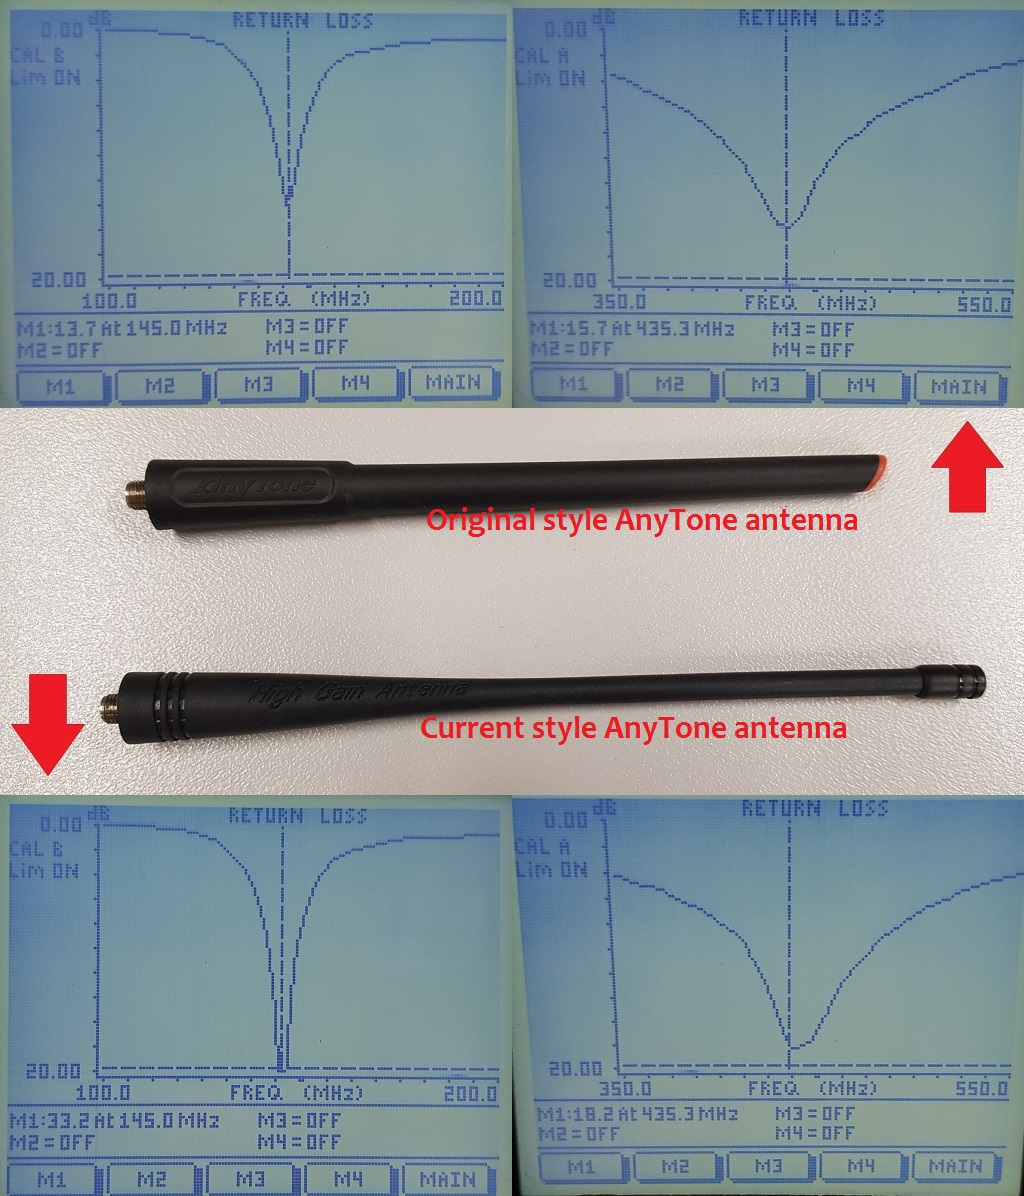 dB RETURN LOSS
0.00
CAL B
Lim ON
20.00
100.0 FREQ (MHz) 200.0
M1:13.7 At 145.0 MHz M3=OFF
M2=OFF M4=OFF
M1 M2 M3 M4 MAIN
dB RETURN LOSS
0.00
CAL A
Lim ON
20.00
350.0 FREQ (MHz) 550.0
M1:15.7 At 435.3 MHz M3=OFF
M2=OFF M4=OFF
M1 M2 M3 M4 MAIN
AnyTone
Original style AnyTone antenna
High Gain Antenna
Current style AnyTone antenna
dB RETURN LOSS
0.00
CAL B
Lim ON
20.00
100.0 FREQ (MHz) 200.0
M1:33.2 At 145.0 MHz M3=OFF
M2=OFF M4=OFF
M1 M2 M3 M4 MAIN
dB RETURN LOSS
0.00
CAL A
Lim ON
20.00
350.0 FREQ (MHz) 550.0
M1:18.2 At 435.3 MHz M3=OFF
M2=OFF M4=OFF
M1 M2 M3 M4 MAIN